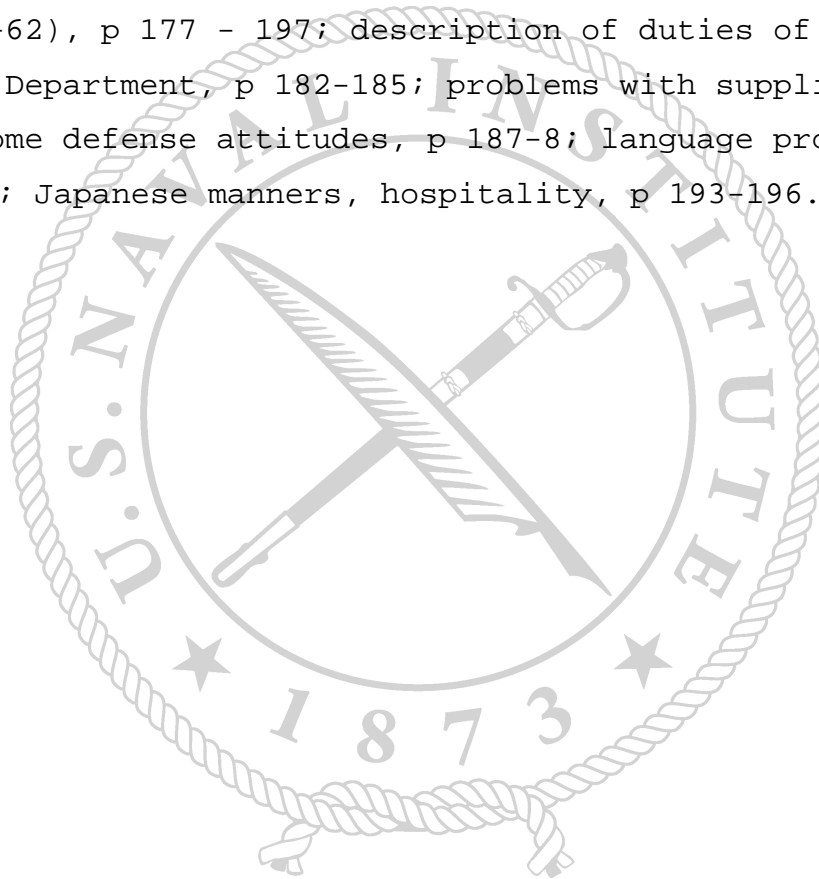 -62), p 177 - 197; description of duties of
Department, p 182-185; problems with suppli
ome defense attitudes, p 187-8; language pro
; Japanese manners, hospitality, p 193-196.
U.S. NAVAL INSTITUTE
1873